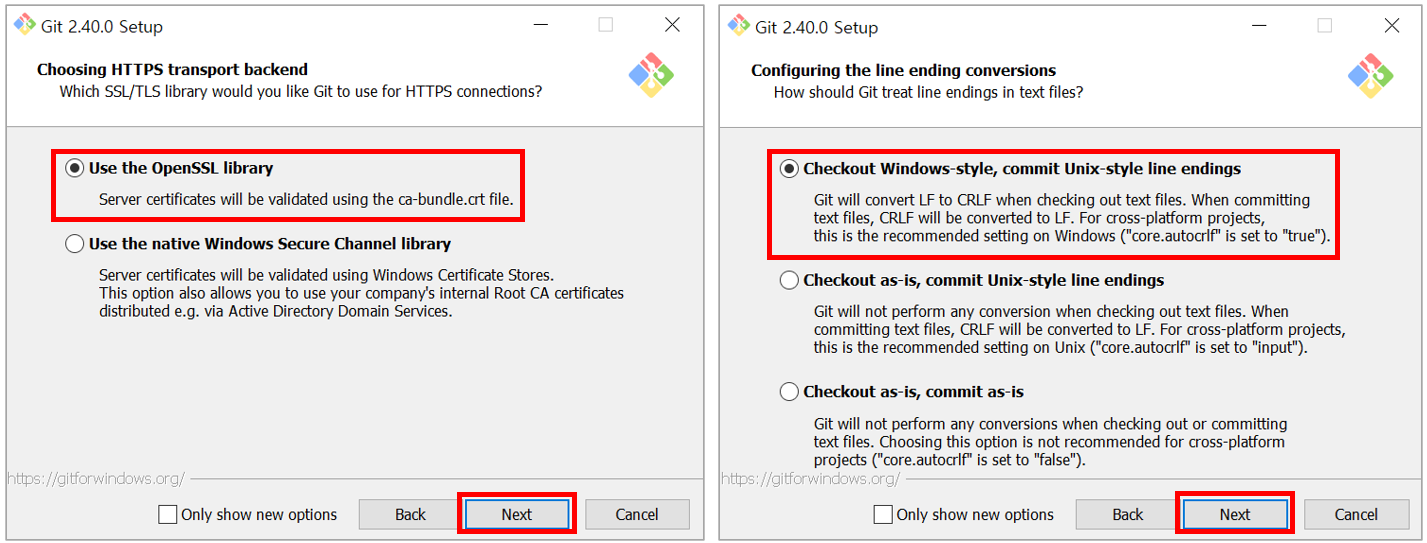 Git 2.40.0 Setup
Choosing HTTPS transport backend
Which SSL/TLS library would you like Git to use for HTTPS connections?
Use the OpenSSL library
Server certificates will be validated using the ca-bundle.crt file.
Use the native Windows Secure Channel library
Server certificates will be validated using Windows Certificate Stores.
This option also allows you to use your company's internal Root CA certificates
distributed e.g. via Active Directory Domain Services.
https://gitforwindows.org/
Only show new options
Back
Next
Cancel
Git 2.40.0 Setup
Configuring the line ending conversions
How should Git treat line endings in text files?
Checkout Windows-style, commit Unix-style line endings
Git will convert LF to CRLF when checking out text files. When committing
text files, CRLF will be converted to LF. For cross-platform projects,
this is the recommended setting on Windows ("core.autocrlf" is set to "true").
Checkout as-is, commit Unix-style line endings
Git will not perform any conversion when checking out text files. When
committing text files, CRLF will be converted to LF. For cross-platform projects,
this is the recommended setting on Unix ("core.autocrlf" is set to "input").
Checkout as-is, commit as-is
Git will not perform any conversions when checking out or committing
text files. Choosing this option is not recommended for cross-platform
projects ("core.autocrlf" is set to "false").
https://gitforwindows.org/
Only show new options
Back
Next
Cancel